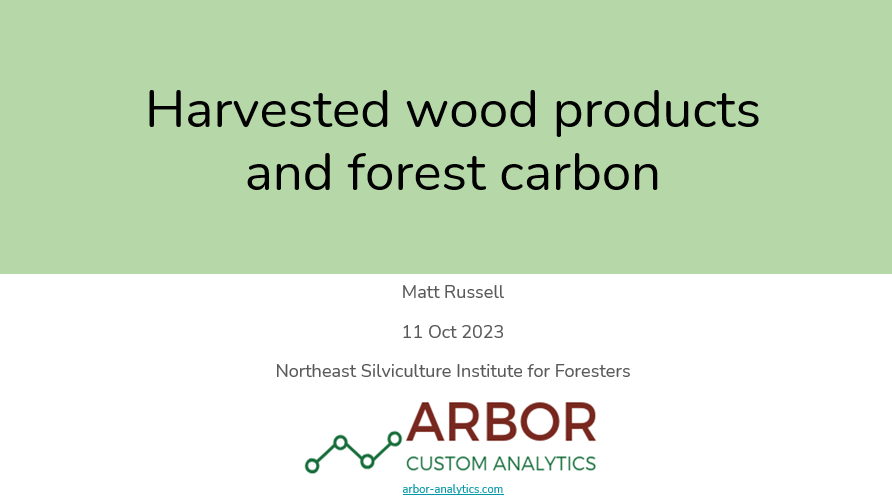 Harvested wood products
and forest carbon
Matt Russell
11 Oct 2023
Northeast Silviculture Institute for Foresters
ARBOR
CUSTOM ANALYTICS
arbor-analytics.com